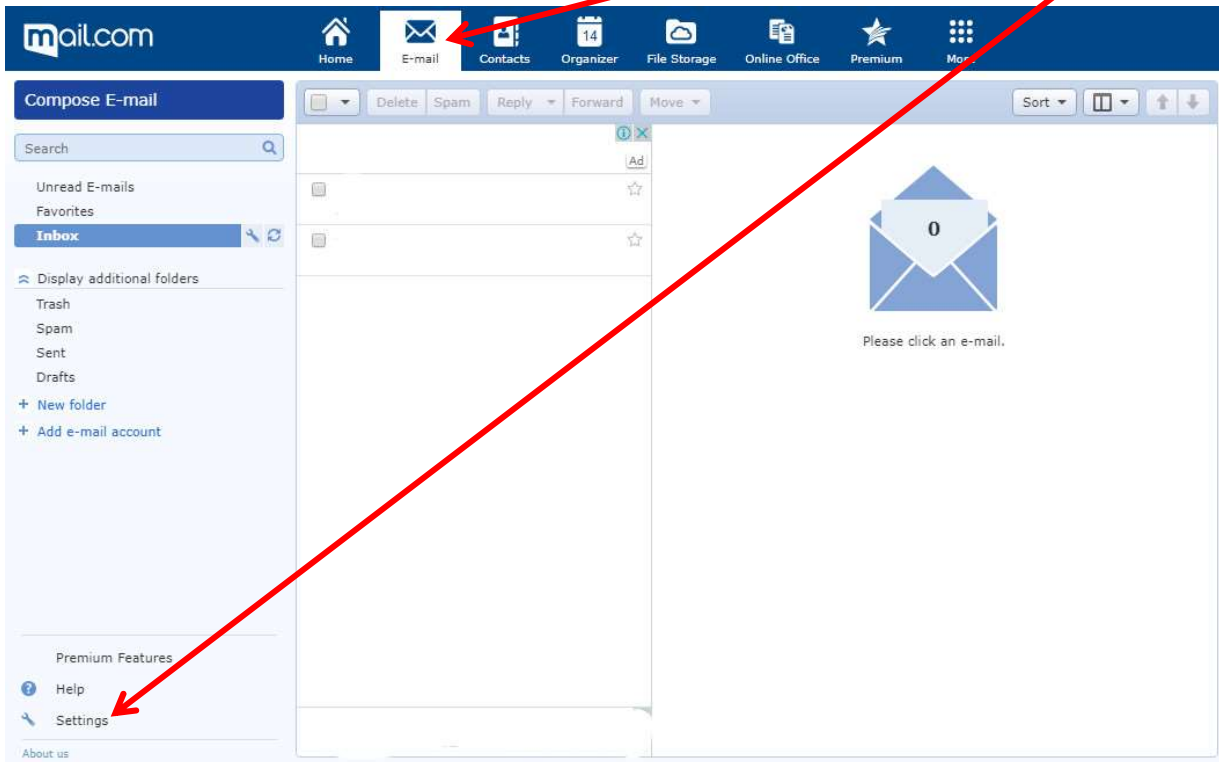 mail.com
Home E-mail Contacts Organizer File Storage Online Office Premium More
14
Compose E-mail
Delete Spam Reply Forward Move Sort
Search
Ad
Unread E-mails
Favorites
Inbox
0
Display additional folders
Trash
Spam
Sent
Please click an e-mail.
Drafts
+ New folder
+ Add e-mail account
Premium Features
? Help
Settings
About us